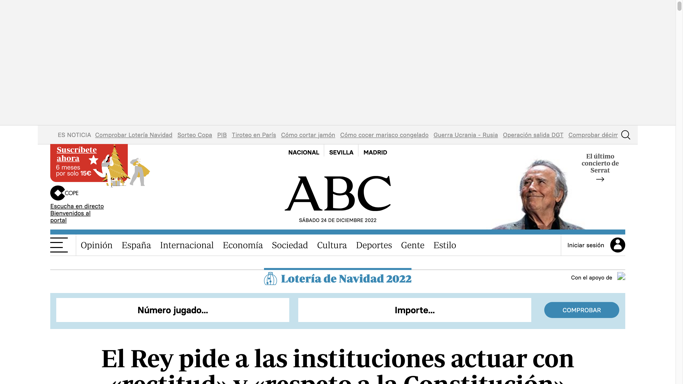 ES NOTICIA Comprobar Lotería Navidad Sorteo Copa PIB Tiroteo en París Cómo cortar jamón Cómo cocer marisco congelado Guerra Ucrania - Rusia Operación salida DGT Comprobar décim
Suscríbete
ahora
6 meses
por solo 15€
COPE
Escucha en directo
Bienvenidos al
portal
NACIONAL SEVILLA MADRID
ABC
SÁBADO 24 DE DICIEMBRE 2022
El último
concierto de
Serrat
Opinión España Internacional Economía Sociedad Cultura Deportes Gente Estilo
Iniciar sesión
Lotería de Navidad 2022
Con el apoyo de
Número jugado... Importe... COMPROBAR
El Rey pide a las instituciones actuar con
«rectitud» y «respeto a la Constitución»